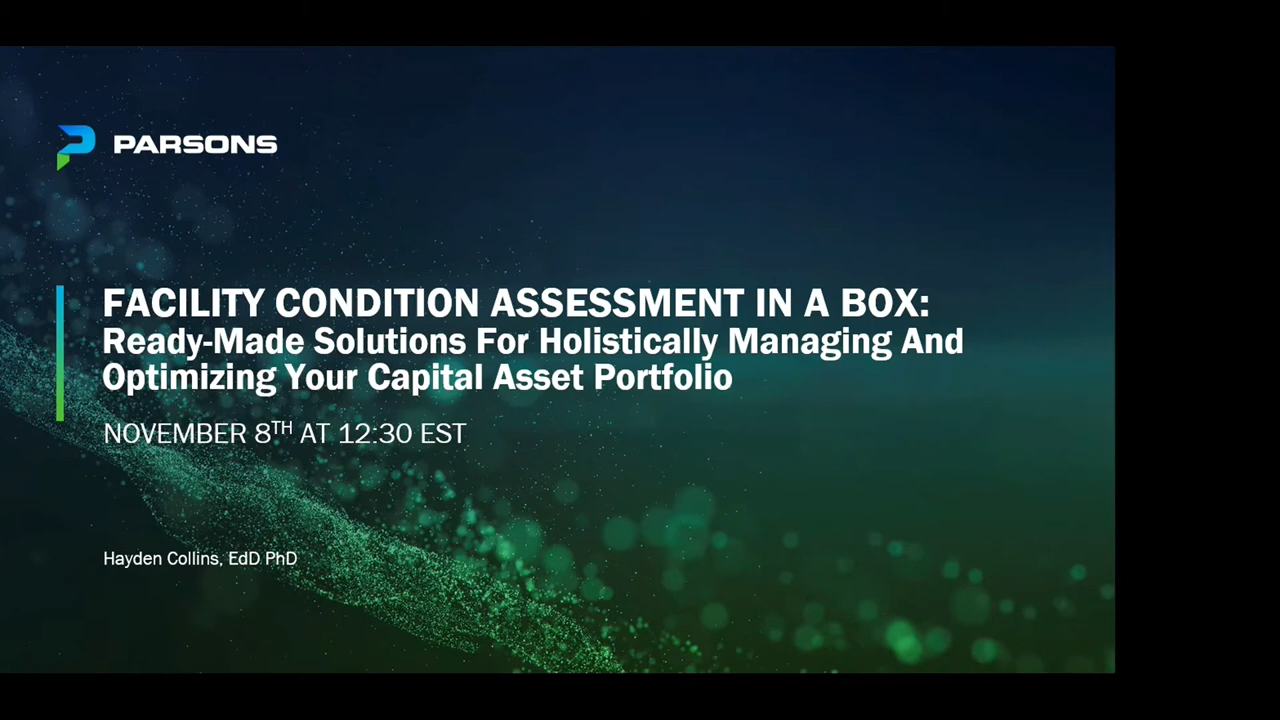 PARSONS
FACILITY CONDITION ASSESSMENT IN A BOX:
Ready-Made Solutions For Holistically Managing And
Optimizing Your Capital Asset Portfolio
NOVEMBER 8TH AT 12:30 EST
Hayden Collins, EdD PhD